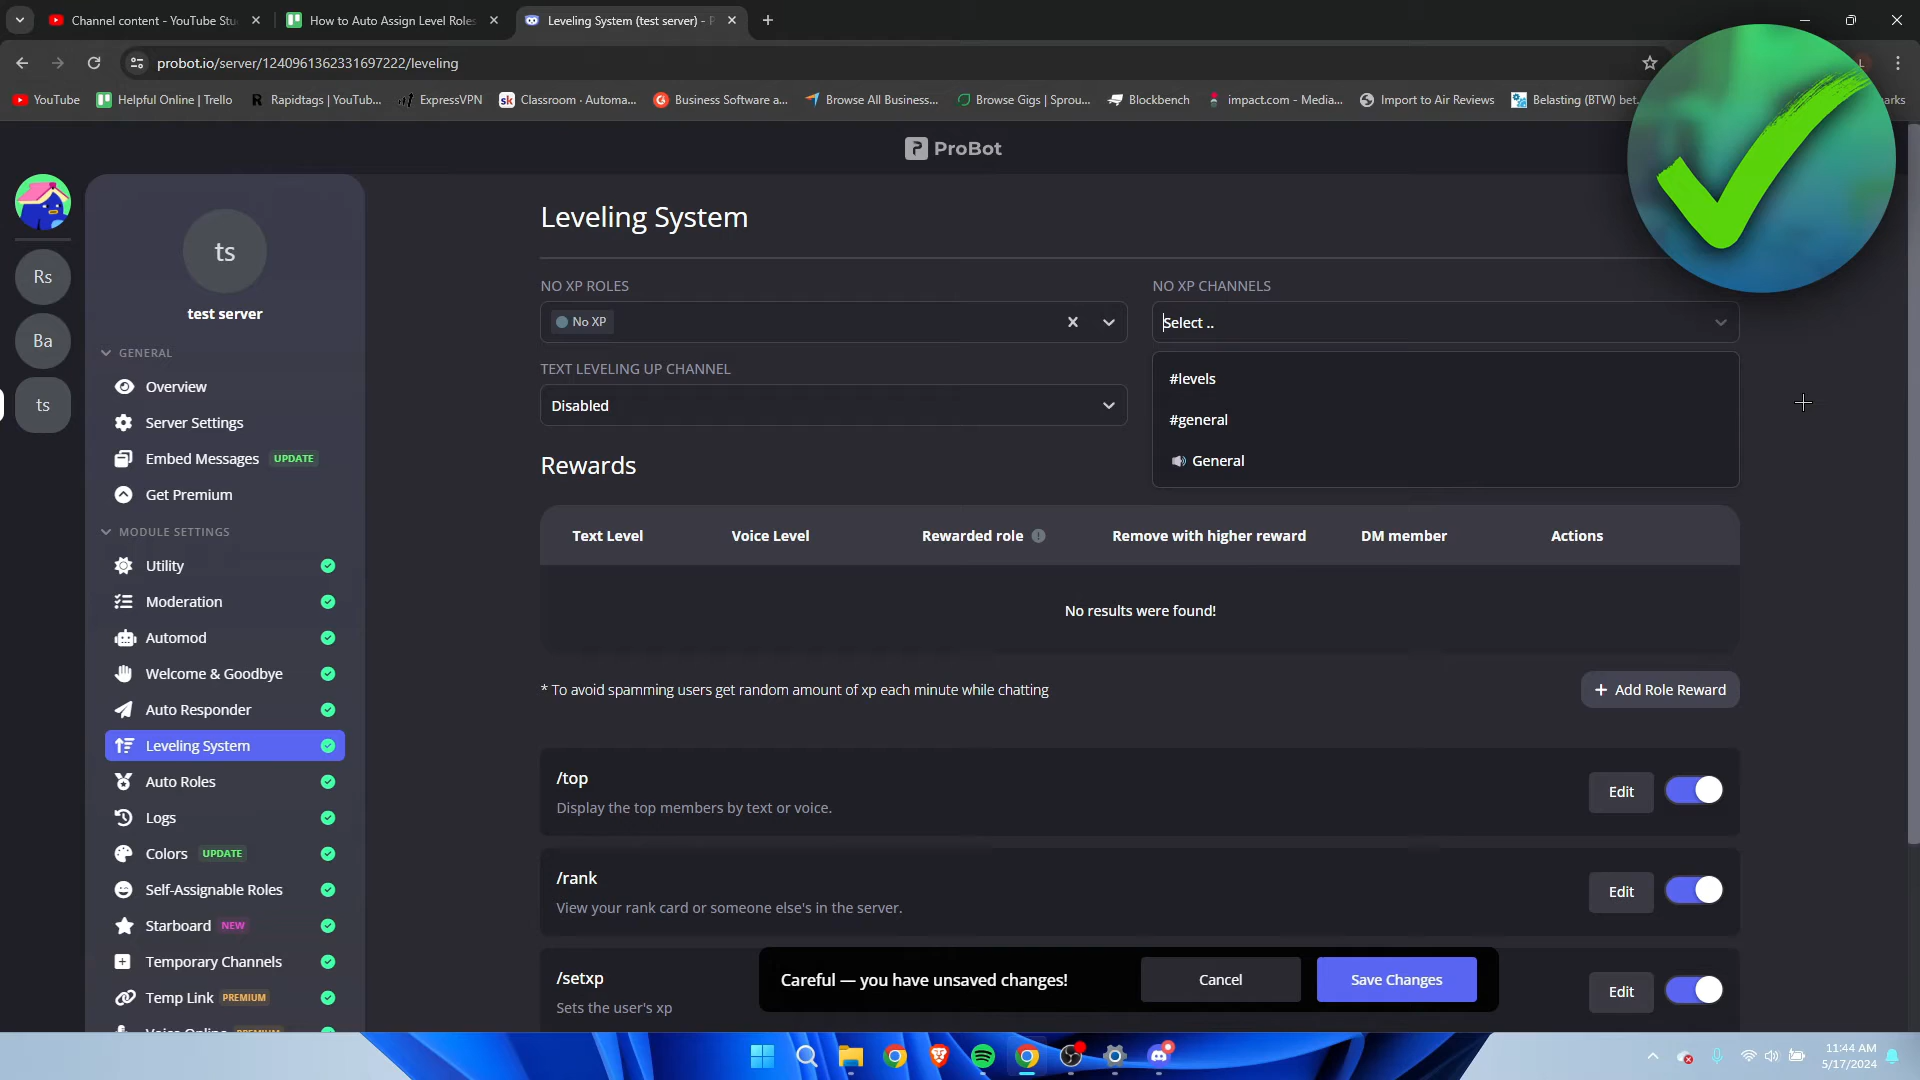 Channel content - YouTube Stu
How to Auto Assign Level Roles
Leveling System (test server) - P
probot.io/server/1240961362331697222/leveling
YouTube
Helpful Online | Trello
Rapidtags | YouTub...
ExpressVPN
Classroom · Automa...
Business Software a...
Browse All Business...
Browse Gigs | Sprou...
Blockbench
impact.com - Media...
Import to Air Reviews
Belasting (BTW) bet.
arks
ProBot
Rs
Ba
ts
ts
test server
GENERAL
Overview
Server Settings
Embed Messages UPDATE
Get Premium
MODULE SETTINGS
Utility
Moderation
Automod
Welcome & Goodbye
Auto Responder
Leveling System
Auto Roles
Logs
Colors UPDATE
Self-Assignable Roles
Starboard NEW
Temporary Channels
Temp Link PREMIUM
Voice Online PREMIUM
Leveling System
NO XP ROLES
No XP
NO XP CHANNELS
Select ..
#levels
#general
General
TEXT LEVELING UP CHANNEL
Disabled
Rewards
Text Level Voice Level Rewarded role Remove with higher reward DM member Actions
No results were found!
* To avoid spamming users get random amount of xp each minute while chatting
+ Add Role Reward
/top
Display the top members by text or voice.
Edit
/rank
View your rank card or someone else's in the server.
Edit
/setxp
Sets the user's xp
Edit
Careful — you have unsaved changes!
Cancel
Save Changes
11:44 AM
5/17/2024